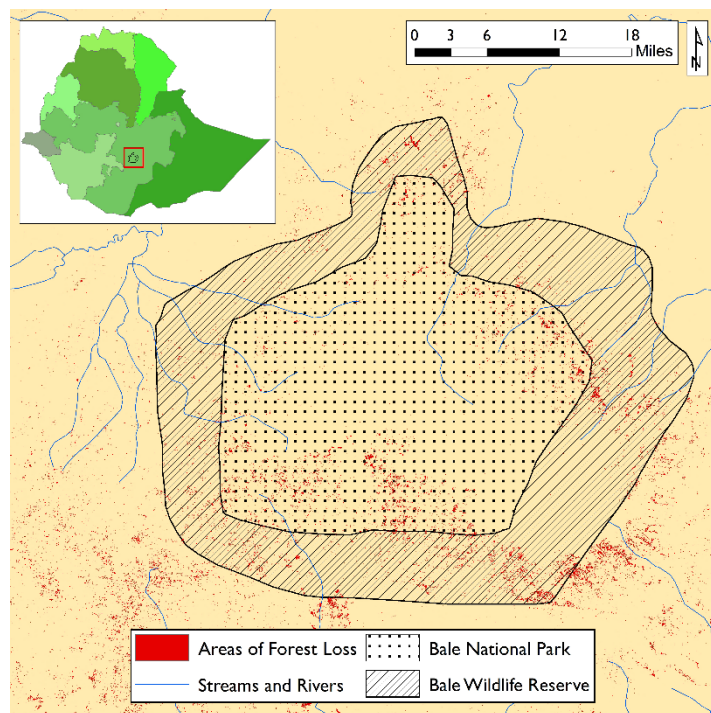 0 3 6 12 18
Miles
N
Areas of Forest Loss
Bale National Park
Streams and Rivers
Bale Wildlife Reserve